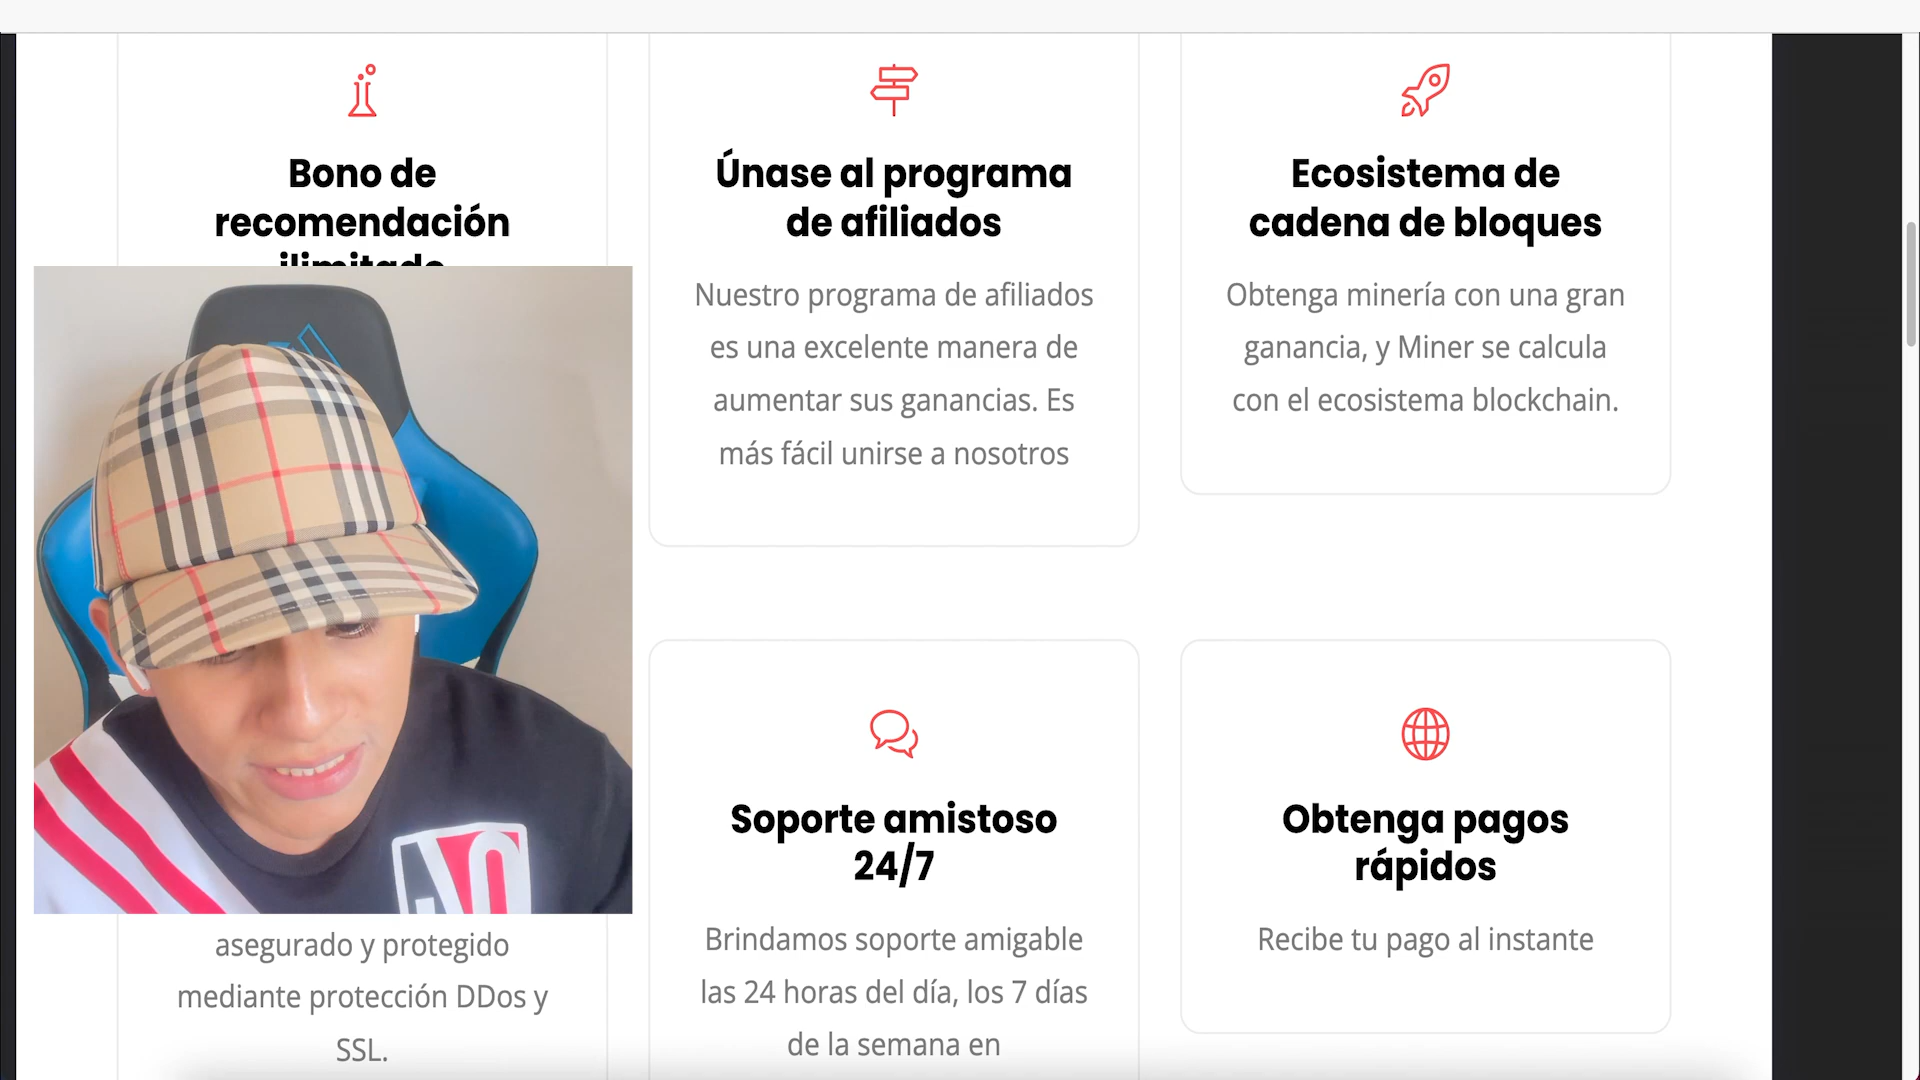 Bono de
recomendación
ilimitado
Únase al programa
de afiliados
Nuestro programa de afiliados
es una excelente manera de
aumentar sus ganancias. Es
más fácil unirse a nosotros
Ecosistema de
cadena de bloques
Obtenga minería con una gran
ganancia, y Miner se calcula
con el ecosistema blockchain.
asegurado y protegido
mediante protección DDos y
SSL.
Soporte amistoso
24/7
Brindamos soporte amigable
las 24 horas del día, los 7 días
de la semana en
Obtenga pagos
rápidos
Recibe tu pago al instante